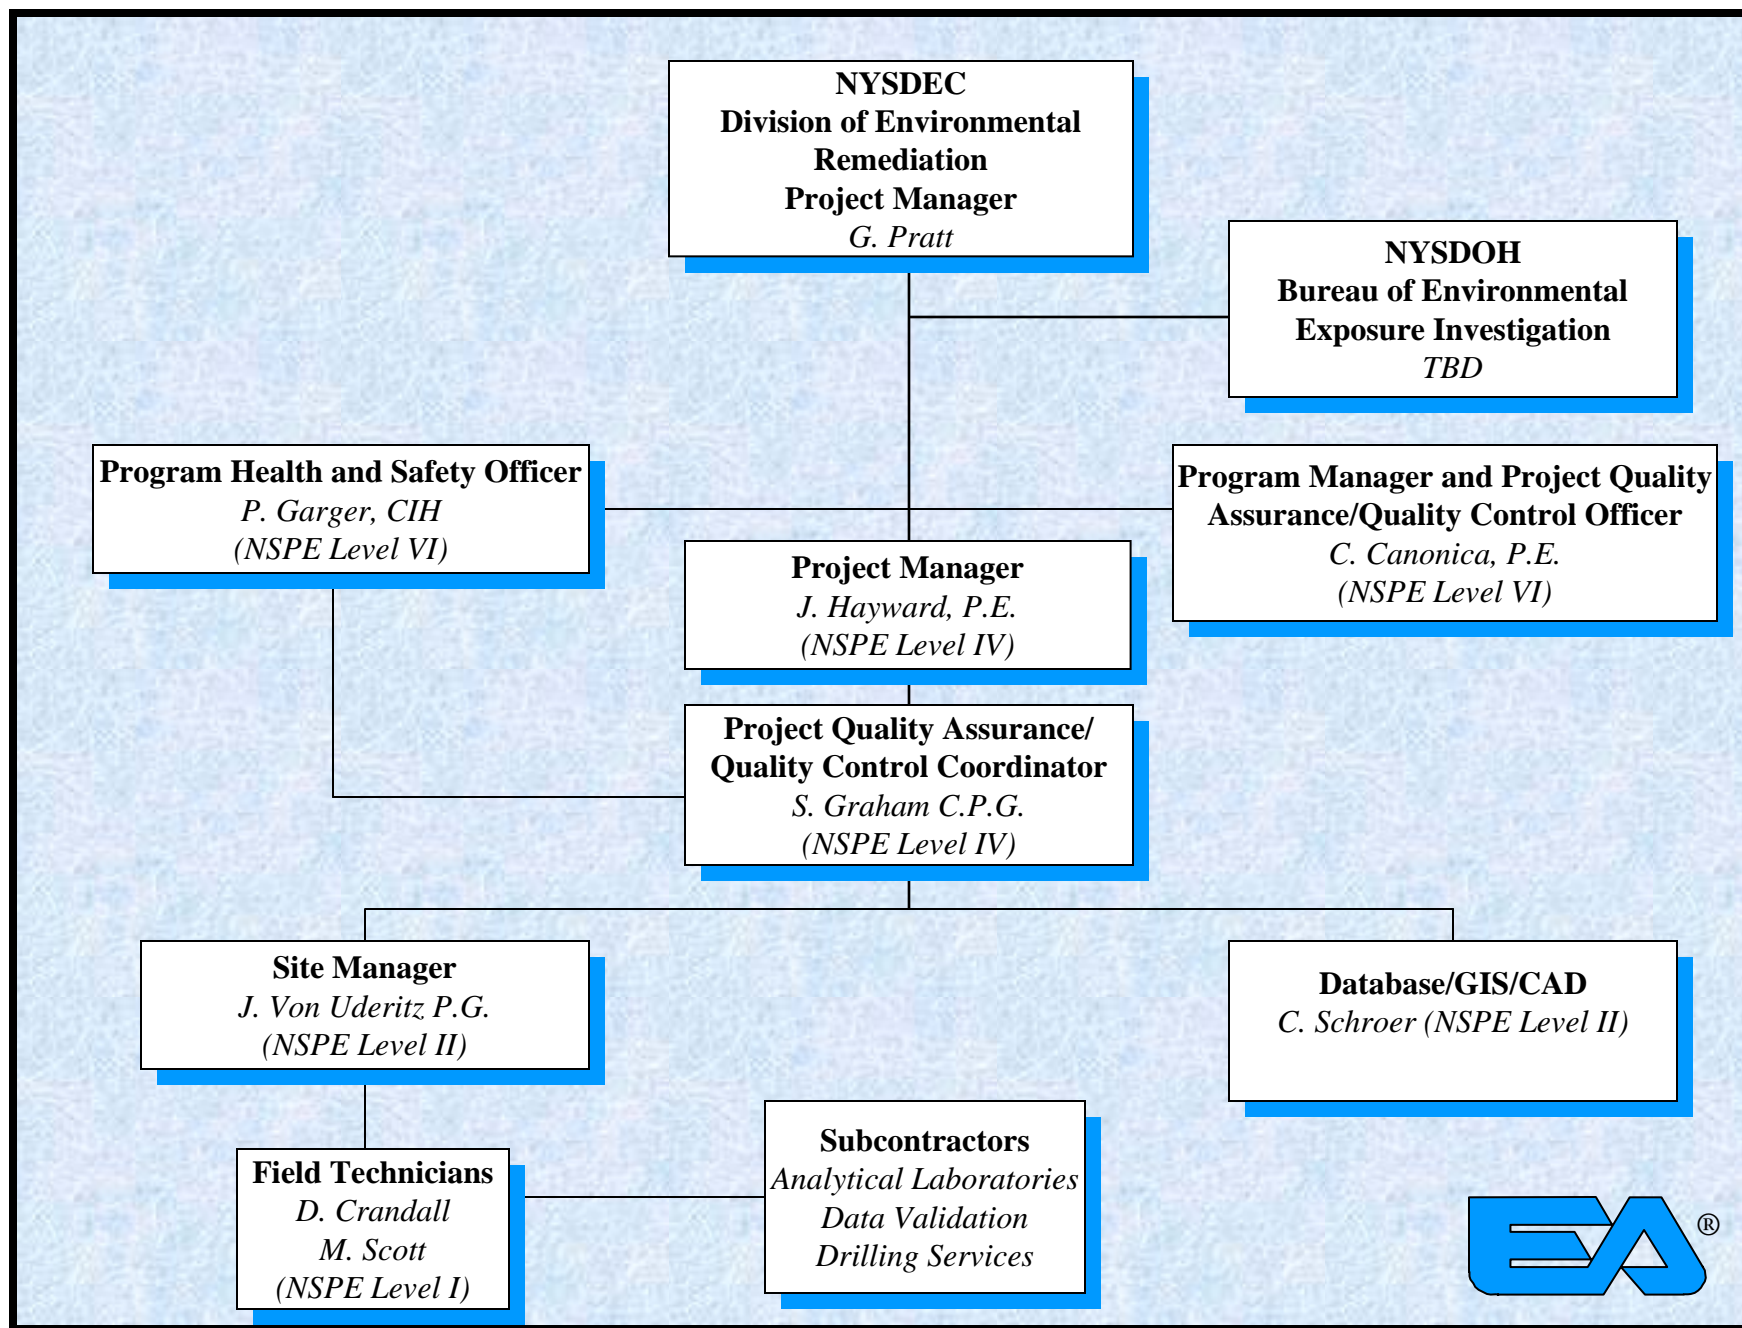 NYSDEC
Division of Environmental
Remediation
Project Manager
G. Pratt
NYSDOH
Bureau of Environmental
Exposure Investigation
TBD
Program Health and Safety Officer
P. Garger, CIH
(NSPE Level VI)
Program Manager and Project Quality
Assurance/Quality Control Officer
C. Canonica, P.E.
(NSPE Level VI)
Project Manager
J. Hayward, P.E.
(NSPE Level IV)
Project Quality Assurance/
Quality Control Coordinator
S. Graham C.P.G.
(NSPE Level IV)
Site Manager
J. Von Uderitz P.G.
(NSPE Level II)
Database/GIS/CAD
C. Schroer (NSPE Level II)
Field Technicians
D. Crandall
M. Scott
(NSPE Level I)
Subcontractors
Analytical Laboratories
Data Validation
Drilling Services
EA®